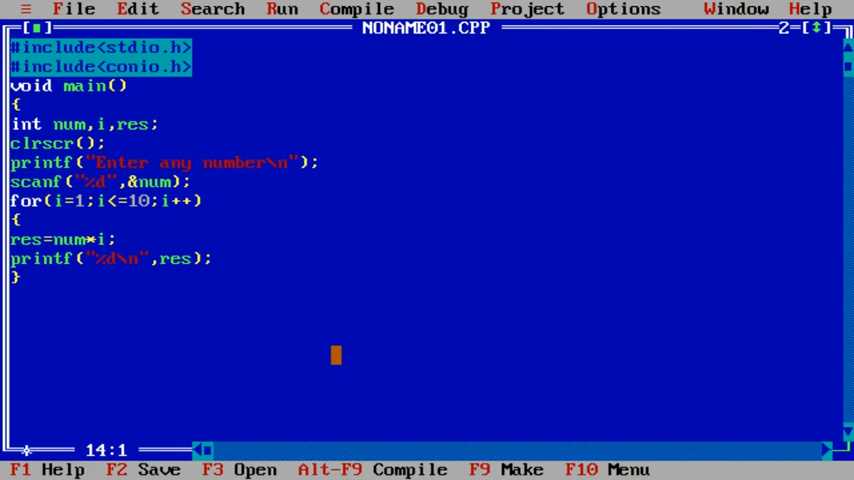 ≡ File Edit Search Run Compile Debug Project Options Window Help
[■] NONAME01.CPP 2=[↕]
#include<stdio.h>
#include<conio.h>
void main()
{
int num,i,res;
clrscr();
printf("Enter any number\n");
scanf("%d",&num);
for(i=1;i<=10;i++)
{
res=num*i;
printf("%d\n",res);
}
* 14:1
F1 Help F2 Save F3 Open Alt-F9 Compile F9 Make F10 Menu